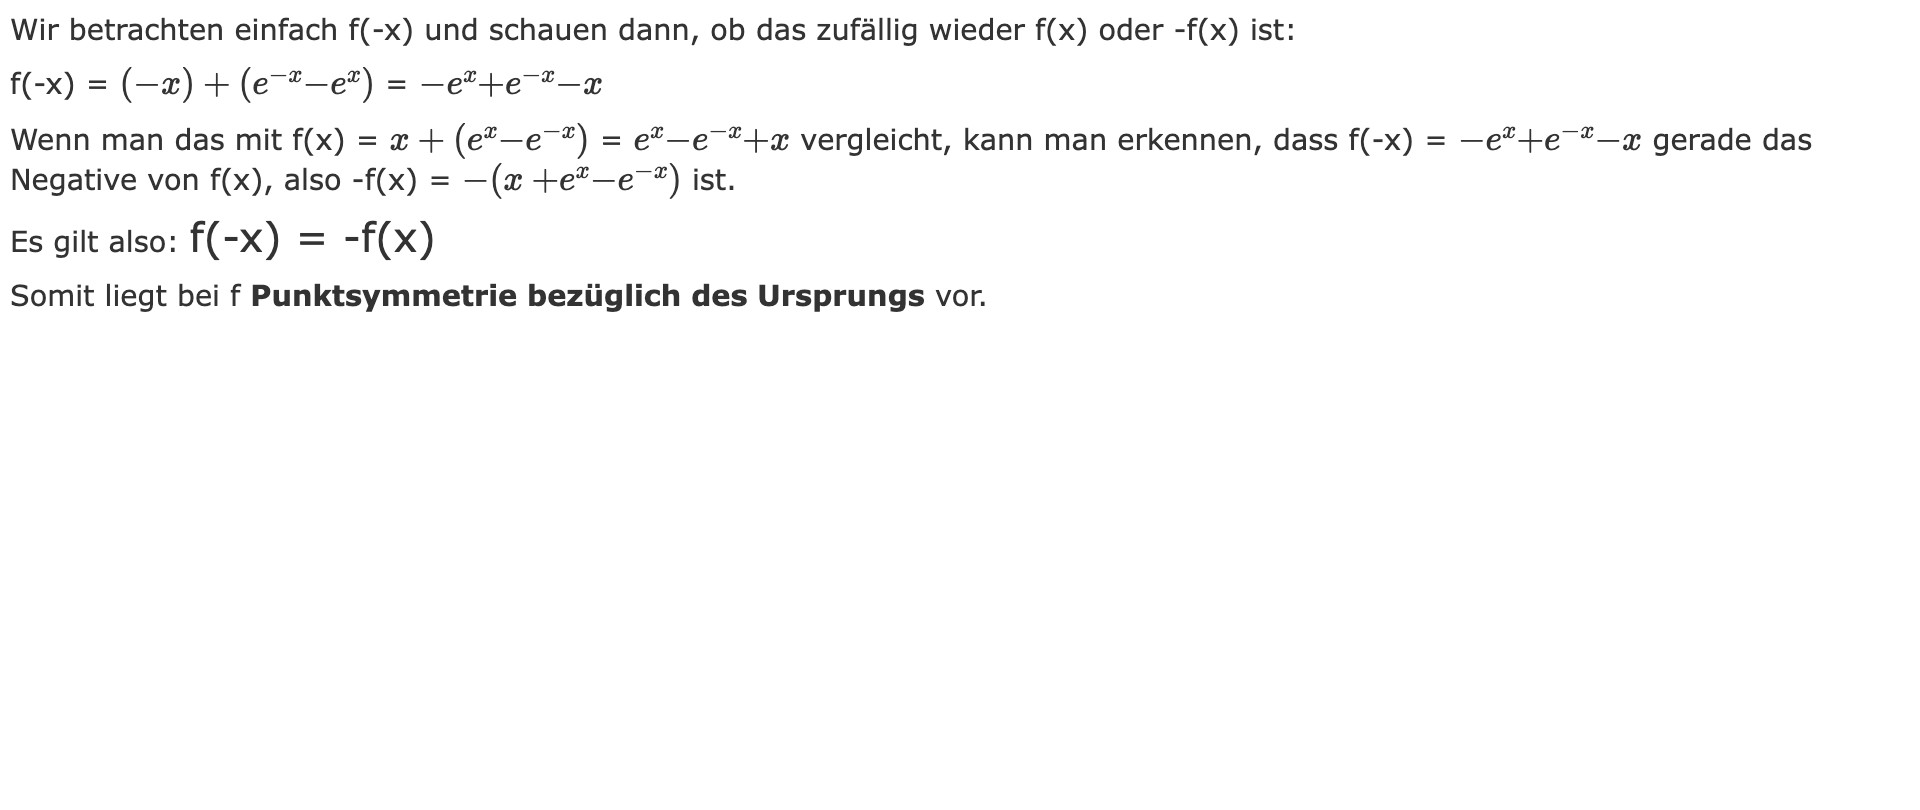 Wir betrachten einfach f(-x) und schauen dann, ob das zufällig wieder f(x) oder -f(x) ist:
f(-x) = $(-x)+(e^{-x}-e^{x})$ = $-e^{x}+e^{-x}-x$
Wenn man das mit f(x) = $x+(e^{x}-e^{-x})$ = $e^{x}-e^{-x}+x$ vergleicht, kann man erkennen, dass f(-x) = $-e^{x}+e^{-x}-x$ gerade das
Negative von f(x), also -f(x) = $-(x+e^{x}-e^{-x})$ ist.
Es gilt also: f(-x) = -f(x)
Somit liegt bei f Punktsymmetrie bezüglich des Ursprungs vor.